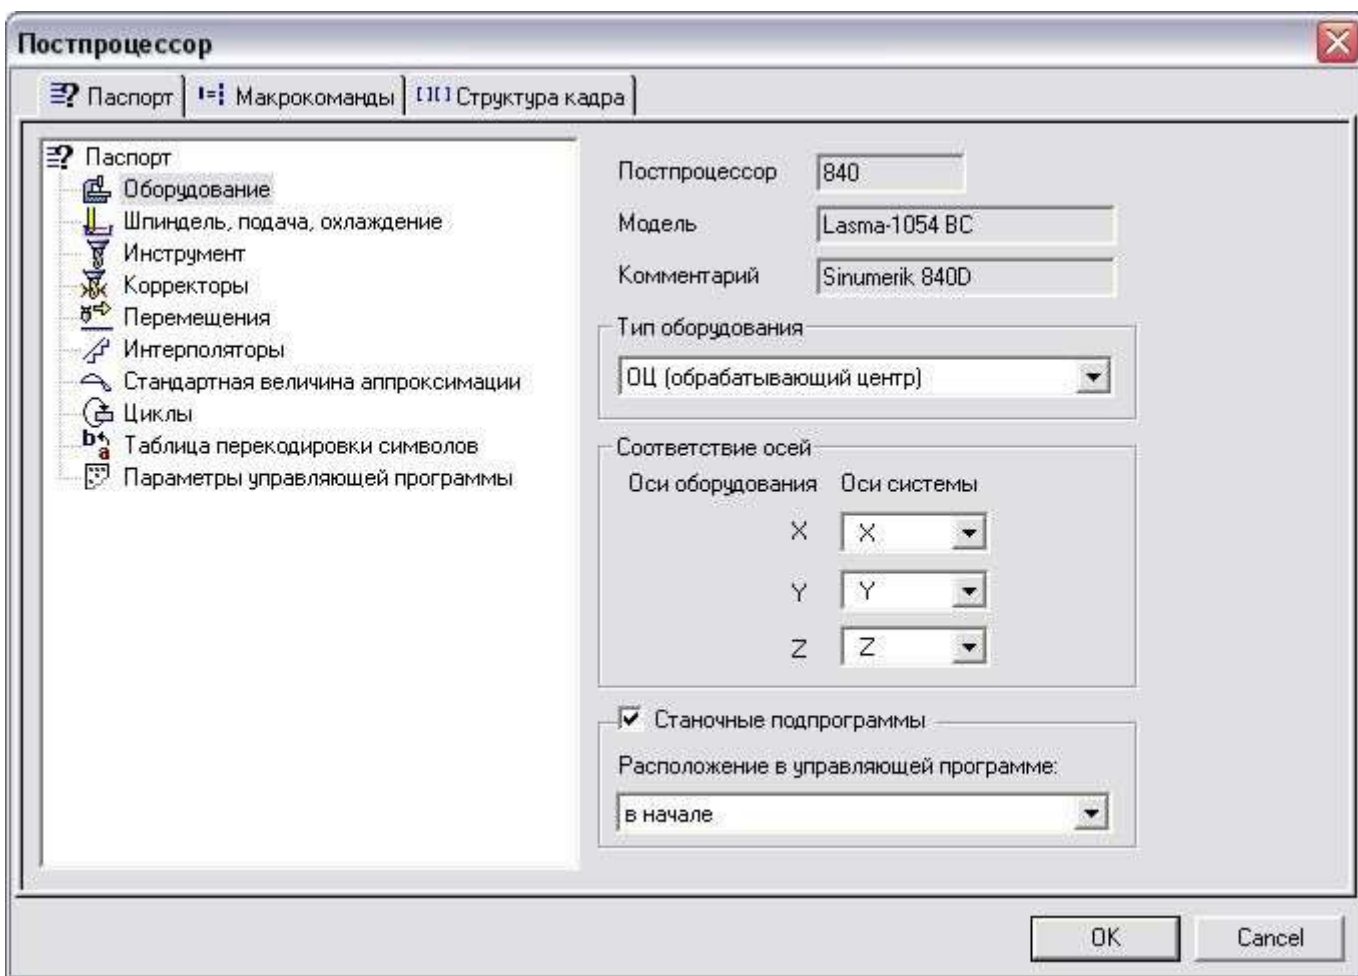 Постпроцессор
Паспорт
Макрокоманды
Структура кадра
Паспорт
Оборудование
Шпиндель, подача, охлаждение
Инструмент
Корректоры
Перемещения
Интерполяторы
Стандартная величина аппроксимации
Циклы
Таблица перекодировки символов
Параметры управляющей программы
Постпроцессор 840
Модель Lasma-1054 BC
Комментарий Sinumerik 840D
Тип оборудования
ОЦ (обрабатывающий центр)
Соответствие осей
Оси оборудования Оси системы
X X
Y Y
Z Z
Станочные подпрограммы
Расположение в управляющей программе:
в начале
OK Cancel